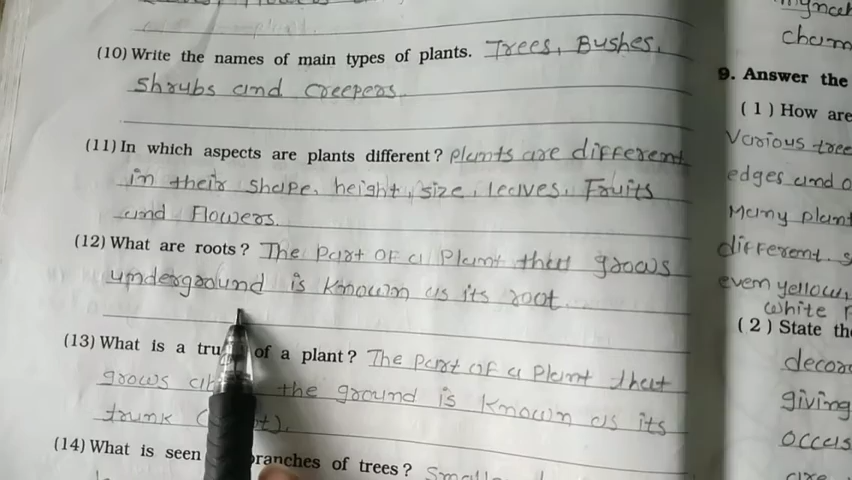 (10) Write the names of main types of plants. Trees, Bushes,
Shrubs and creepers.
(11) In which aspects are plants different? Plants are different
in their shape, height, size, leaves, Fruits
and Flowers.
(12) What are roots? The part of a plant that grows
underground is known as its root.
(13) What is a tru of a plant? The part of a plant that
grows the ground is known as its
trunk
(14) What is seen branches of trees?
cham
9. Answer the
(1) How are
Various tree
edges and
Many plant
different
even yellow,
white
(2) State the
decor
giving
occas
are